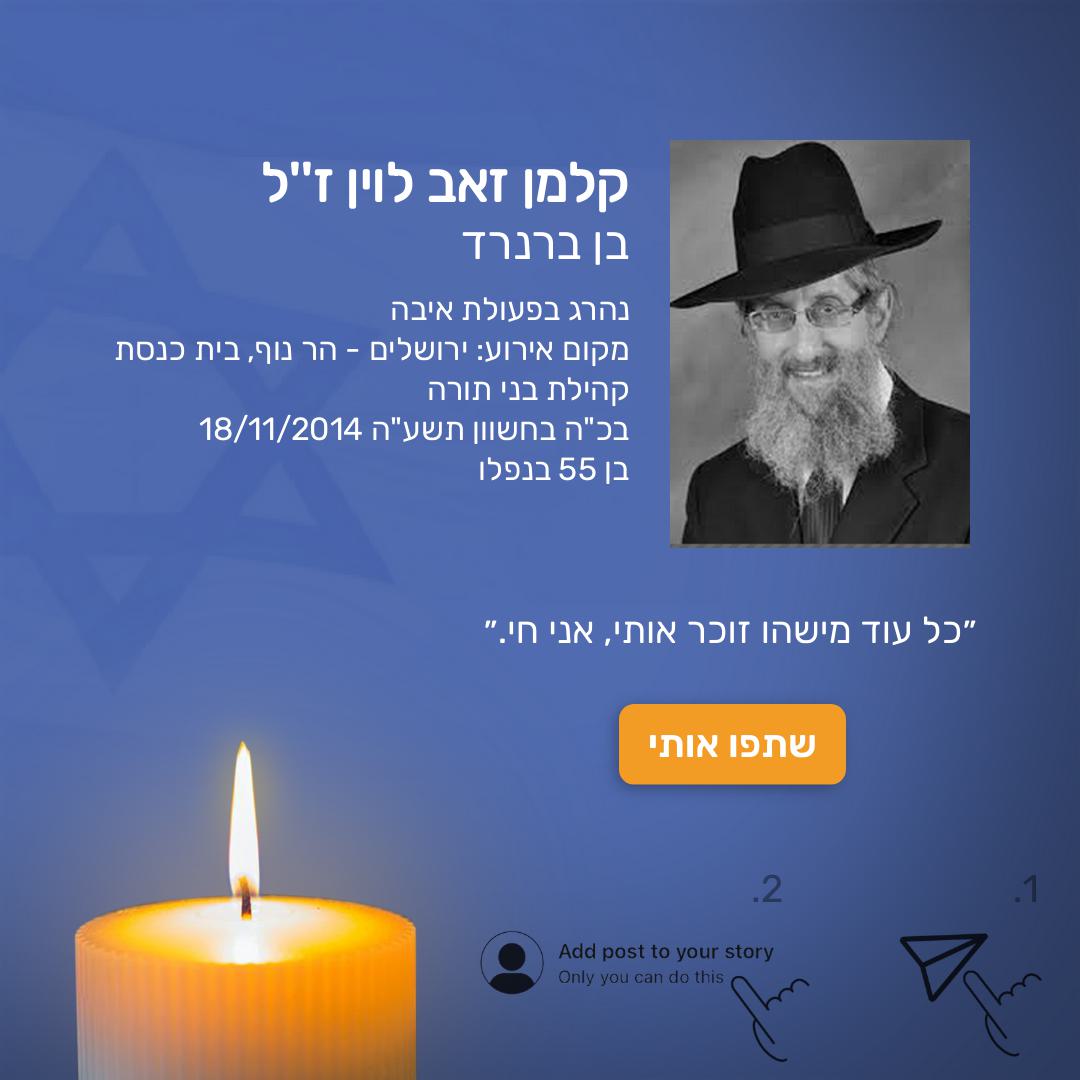 קלמן זאב לוין ז"ל
בן ברנרד
נהרג בפעולת איבה
מקום אירוע: ירושלים - הר נוף, בית כנסת
קהילת בני תורה
בכ"ה בחשוון תשע"ה 18/11/2014
בן 55 בנפלו
״כל עוד מישהו זוכר אותי, אני חי.״
שתפו אותי
.1
.2
Add post to your story
Only you can do this